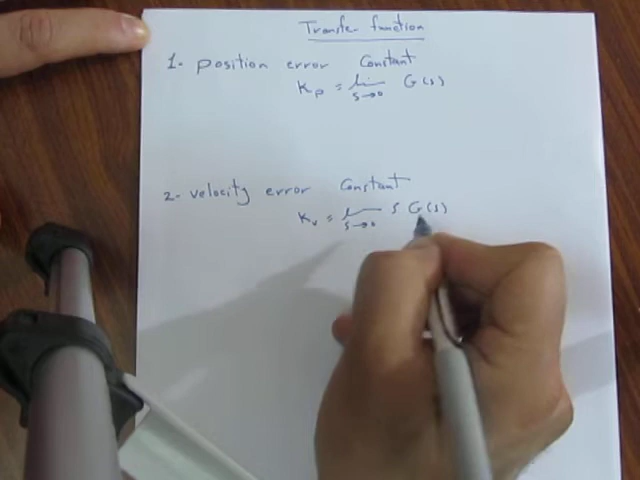 Transfer function
1- position error Constant
Kp = lim s→0 G(s)
2- velocity error Constant
Kv = lim s→0 s G(s)